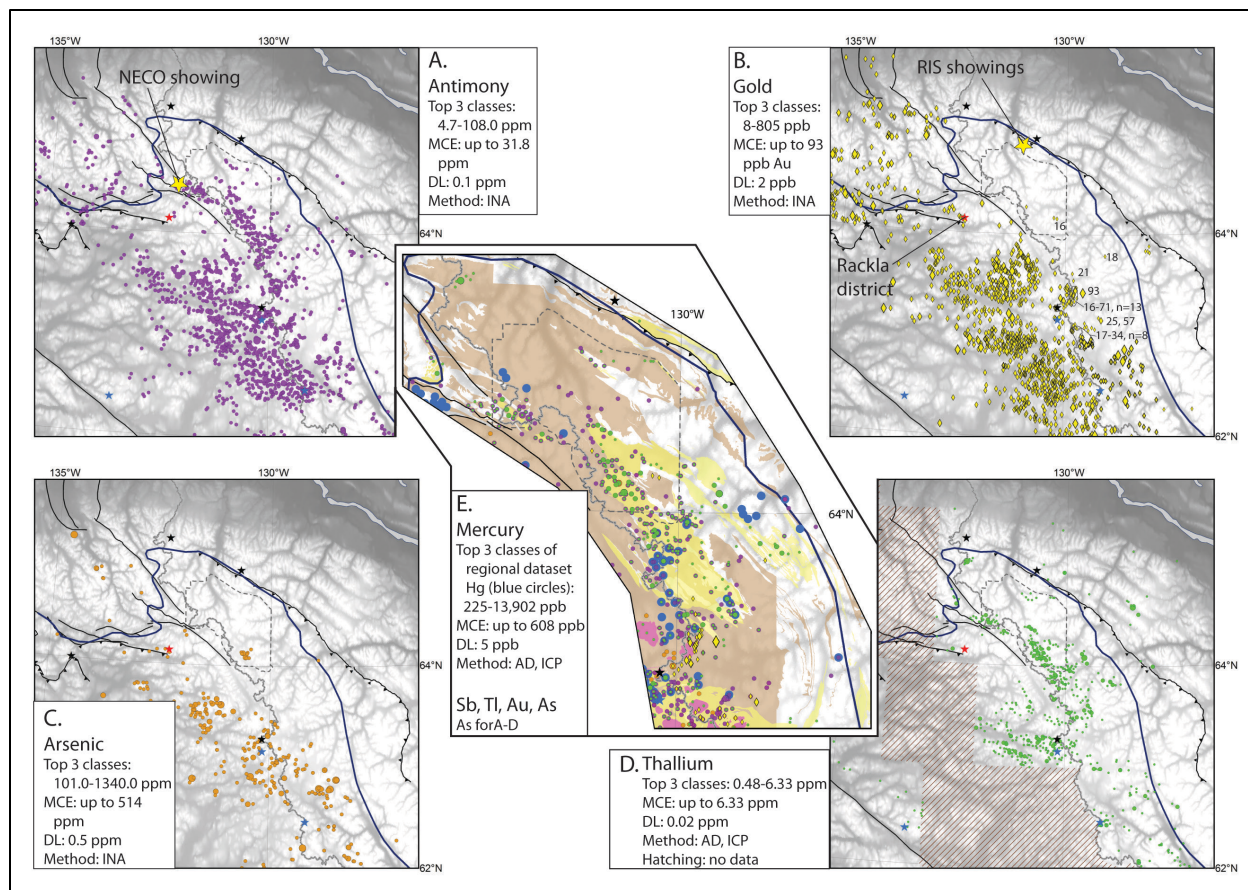 135°W
130°W
NECO showing
A.
Antimony
Top 3 classes:
4.7-108.0 ppm
MCE: up to 31.8
ppm
DL: 0.1 ppm
Method: INA
64°N
B.
Gold
Top 3 classes:
8-805 ppb
MCE: up to 93
ppb Au
DL: 2 ppb
Method: INA
135°W
130°W
RIS showings
Rackla
district
16
18
21
93
16-71, n=13
25, 57
17-34, n=8
64°N
62°N
130°W
64°N
E.
Mercury
Top 3 classes of
regional dataset
Hg (blue circles):
225-13,902 ppb
MCE: up to 608 ppb
DL: 5 ppb
Method: AD, ICP
Sb, Tl, Au, As
As forA-D
135°W
130°W
C.
Arsenic
Top 3 classes:
101.0-1340.0 ppm
MCE: up to 514
ppm
DL: 0.5 ppm
Method: INA
62°N
D. Thallium
Top 3 classes: 0.48-6.33 ppm
MCE: up to 6.33 ppm
DL: 0.02 ppm
Method: AD, ICP
Hatching: no data
130°W
64°N
62°N